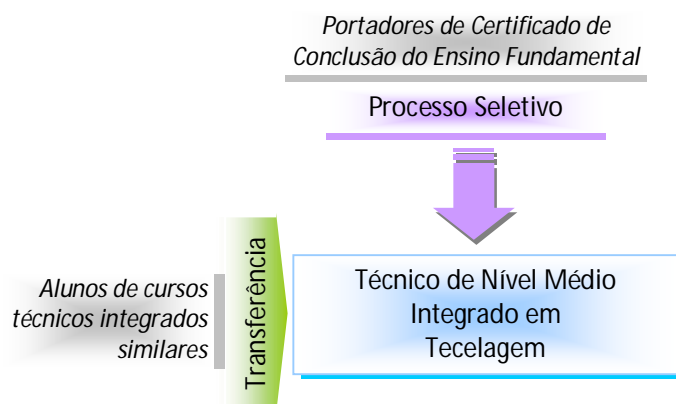 Portadores de Certificado de
Conclusão do Ensino Fundamental
Processo Seletivo
Transferência
Alunos de cursos
técnicos integrados
similares
Técnico de Nível Médio
Integrado em
Tecelagem